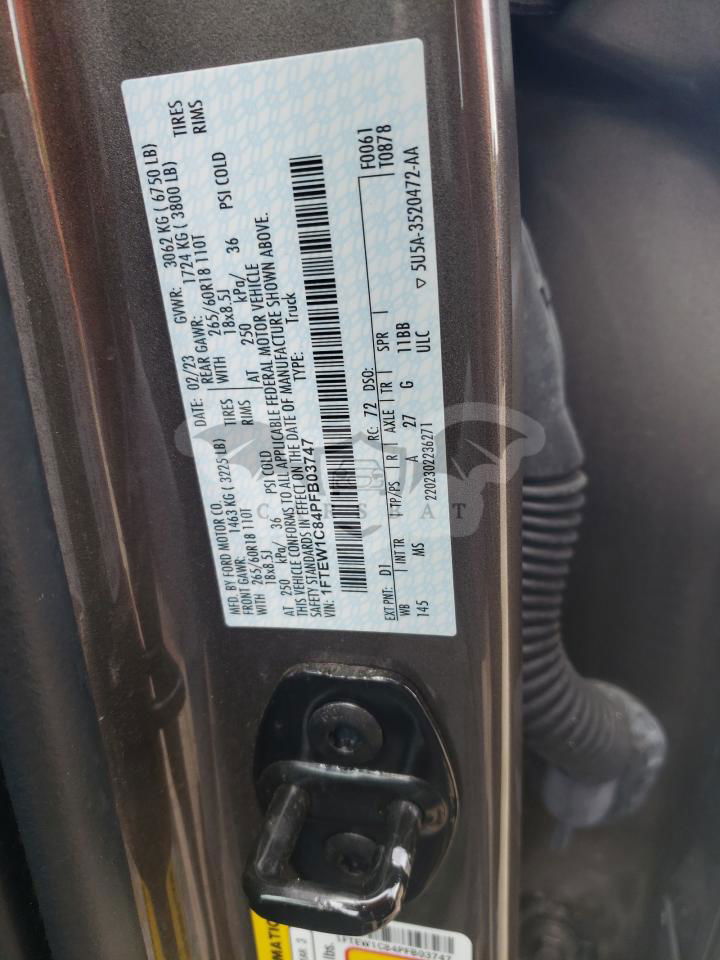 MFD. BY FORD MOTOR CO.
DATE: 02/23 GVWR: 3062 KG ( 6750 LB)
FRONT GAWR: 1463 KG ( 3225 LB) REAR GAWR: 1724 KG ( 3800 LB)
WITH 265/60R18 110T TIRES WITH 265/60R18 110T TIRES
18x8.5J RIMS 18x8.5J RIMS
AT 250 kPa/ 36 PSI COLD AT 250 kPa/ 36 PSI COLD
THIS VEHICLE CONFORMS TO ALL APPLICABLE FEDERAL MOTOR VEHICLE
SAFETY STANDARDS IN EFFECT ON THE DATE OF MANUFACTURE SHOWN ABOVE.
VIN: 1FTEW1C84PFB03747 TYPE: Truck
F0061
EXT PNT: D1 RC: 72 DSO: T0878
WB INT TR TP/PS R AXLE TR SPR
145 MS A 27 G 11BB
ULC
2202302236271 ▽ 5U5A-3520472-AA
lbs.
1FTEW1C84PFB03747